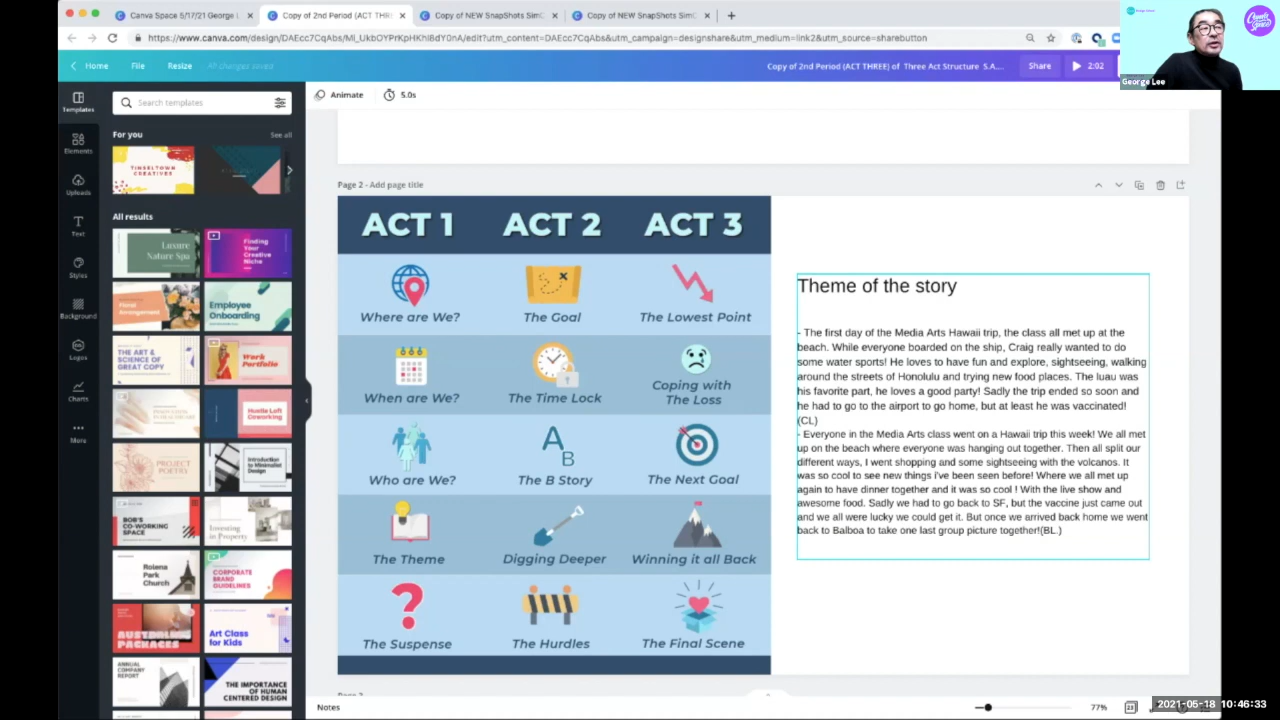 Canva Space 5/17/21 George L
Copy of 2nd Period (ACT THRE
Copy of NEW SnapShots SimC
Copy of NEW SnapShots SimC
https://www.canva.com/design/DAEcc7CqAbs/Mi_UkbOYPrKpHKhI8dY0nA/edit?utm_content=DAEcc7CqAbs&utm_campaign=designshare&utm_medium=link2&utm_source=sharebutton
Home
File
Resize
All changes saved
Copy of 2nd Period (ACT THREE) of Three Act Structure S.A....
Share
2:02
George Lee
Canva Space
Templates
Elements
Uploads
Text
Styles
Background
Logos
Charts
More
Search templates
For you
See all
TINSELTOWN
CREATIVES
All results
Luxure
Nature Spa
Finding
Your
Creative
Niche
Floral
Arrangement
Employee
Onboarding
THE ART &
SCIENCE OF
GREAT COPY
Work
Portfolio
Hustle Loft
Coworking
PROJECT
POETRY
Introduction
to Minimalist
Design
BOB'S
CO-WORKING
SPACE
Investing
in Property
Rolena
Park
Church
CORPORATE
BRAND
GUIDELINES
PACKAGES
Art Class
for Kids
ANNUAL
COMPANY
REPORT
THE IMPORTANCE
OF HUMAN
CENTERED DESIGN
Animate
5.0s
Page 2 - Add page title
ACT 1 ACT 2 ACT 3
Where are We? The Goal The Lowest Point
When are We? The Time Lock Coping with
The Loss
A
B
Who are We? The B Story The Next Goal
The Theme Digging Deeper Winning it all Back
The Suspense The Hurdles The Final Scene
Theme of the story
- The first day of the Media Arts Hawaii trip, the class all met up at the
beach. While everyone boarded on the ship, Craig really wanted to do
some water sports! He loves to have fun and explore, sightseeing, walking
around the streets of Honolulu and trying new food places. The luau was
his favorite part, he loves a good party! Sadly the trip ended so soon and
he had to go to the airport to go home, but at least he was vaccinated!
(CL)
- Everyone in the Media Arts class went on a Hawaii trip this week! We all met
up on the beach where everyone was hanging out together. Then all split our
different ways, I went shopping and some sightseeing with the volcanos. It
was so cool to see new things i've been seen before! Where we all met up
again to have dinner together and it was so cool ! With the live show and
awesome food. Sadly we had to go back to SF, but the vaccine just came out
and we all were lucky we could get it. But once we arrived back home we went
back to Balboa to take one last group picture together!(BL.)
Notes
77%
2021-05-18 10:46:33